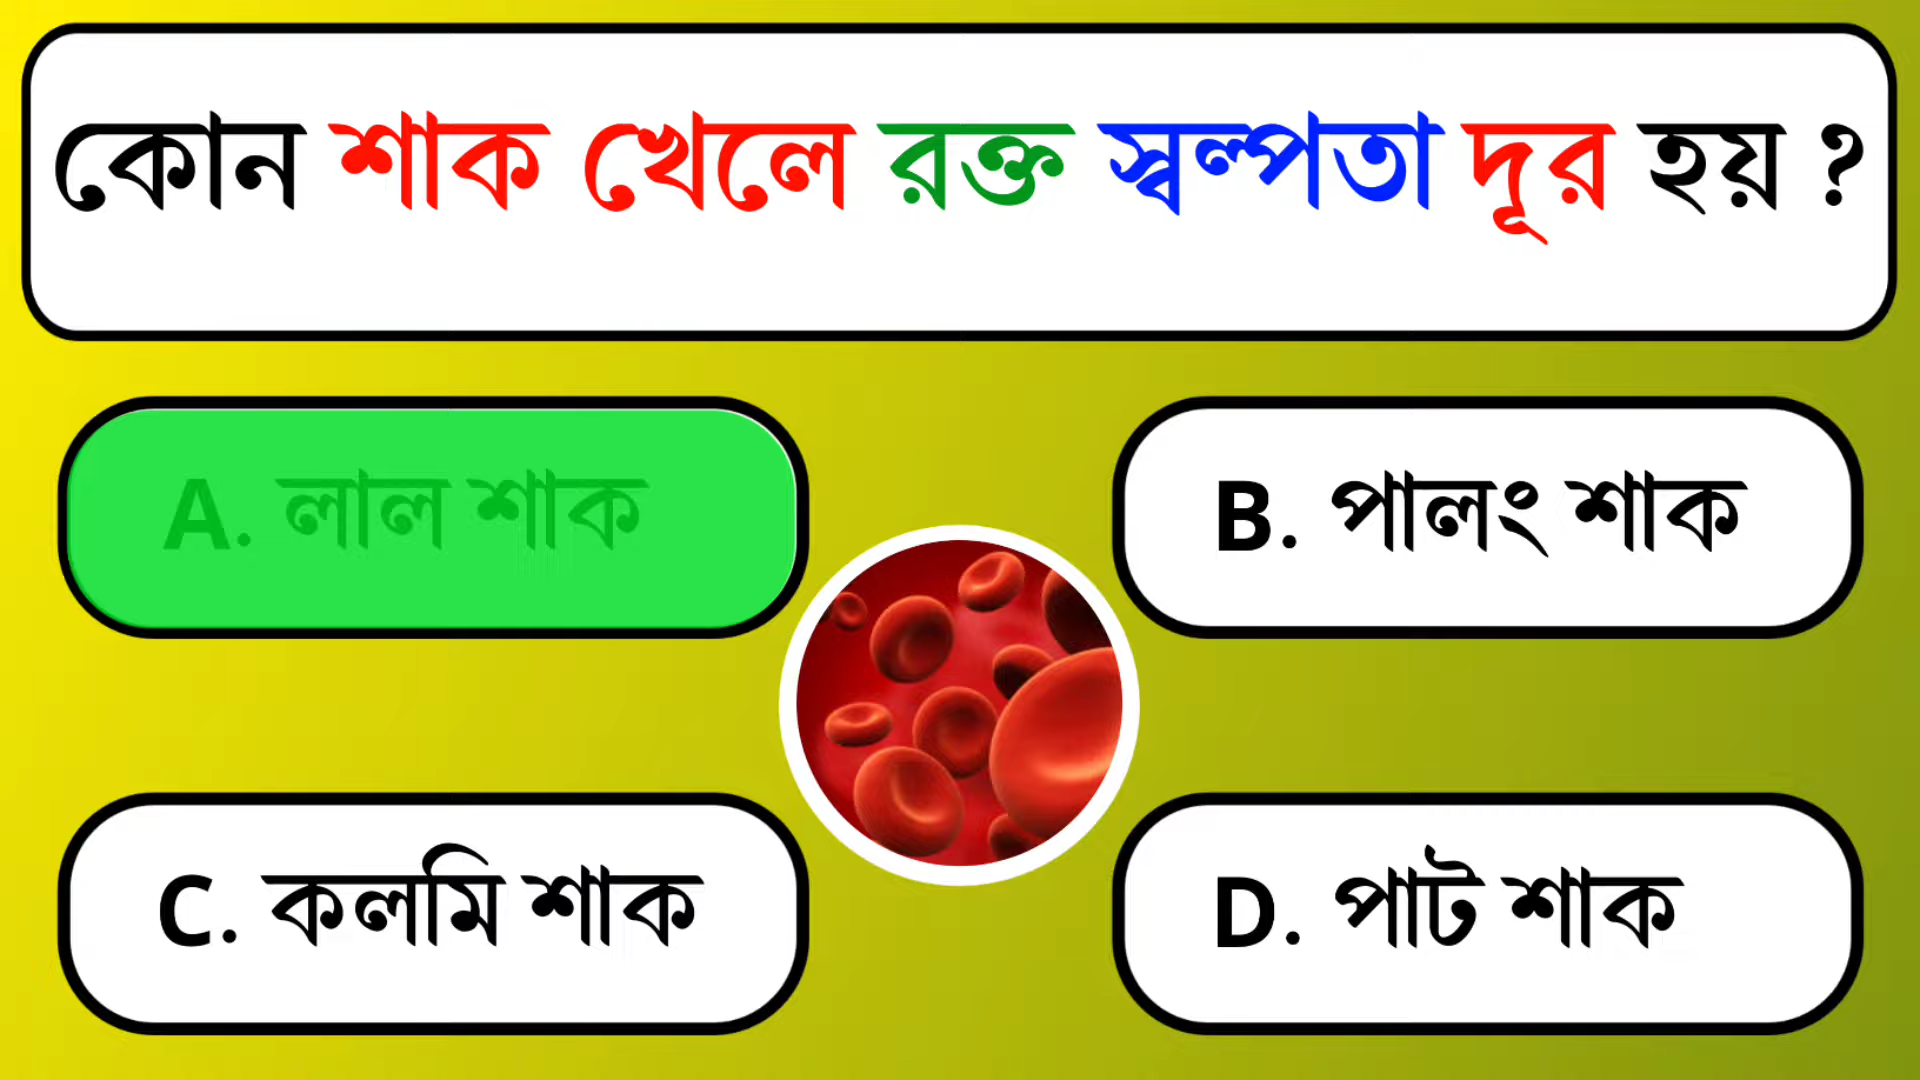 কোন শাক খেলে রক্ত স্বল্পতা দূর হয় ?
A. লাল শাক
B. পালং শাক
C. কলমি শাক
D. পাট শাক